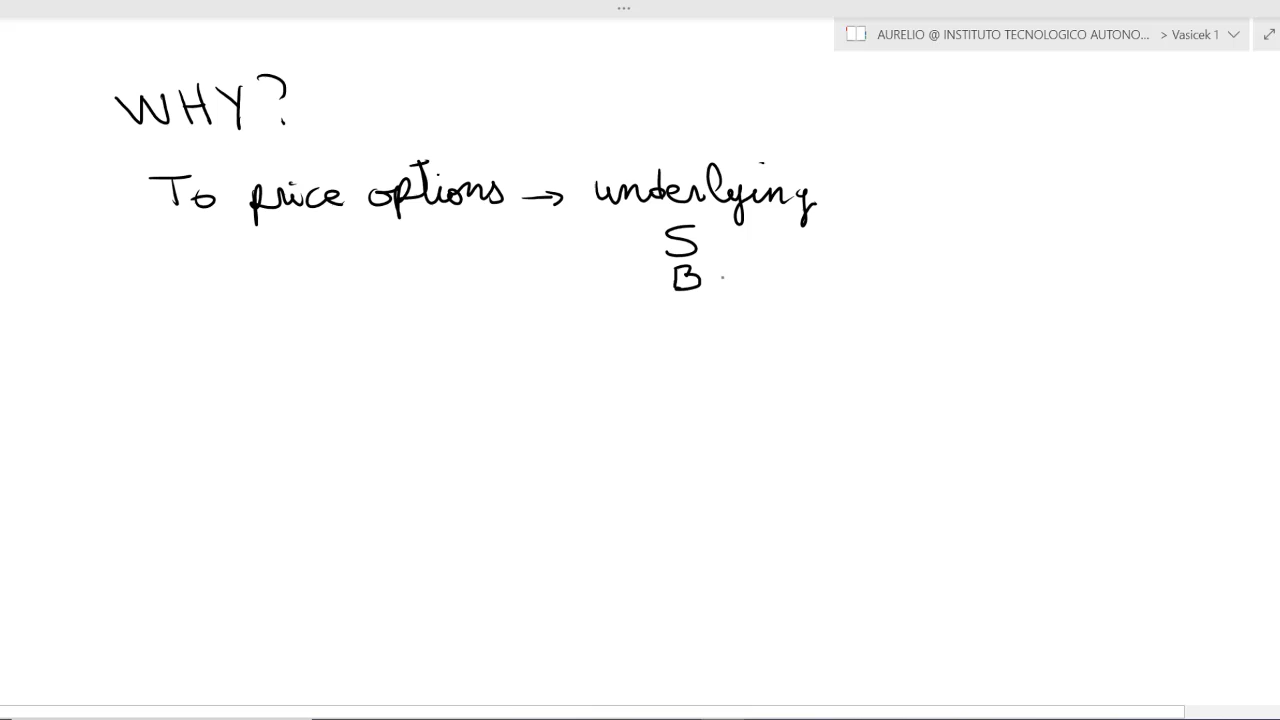 AURELIO @ INSTITUTO TECNOLOGICO AUTONO... > Vasicek 1
WHY?
To price options → underlying
S
B